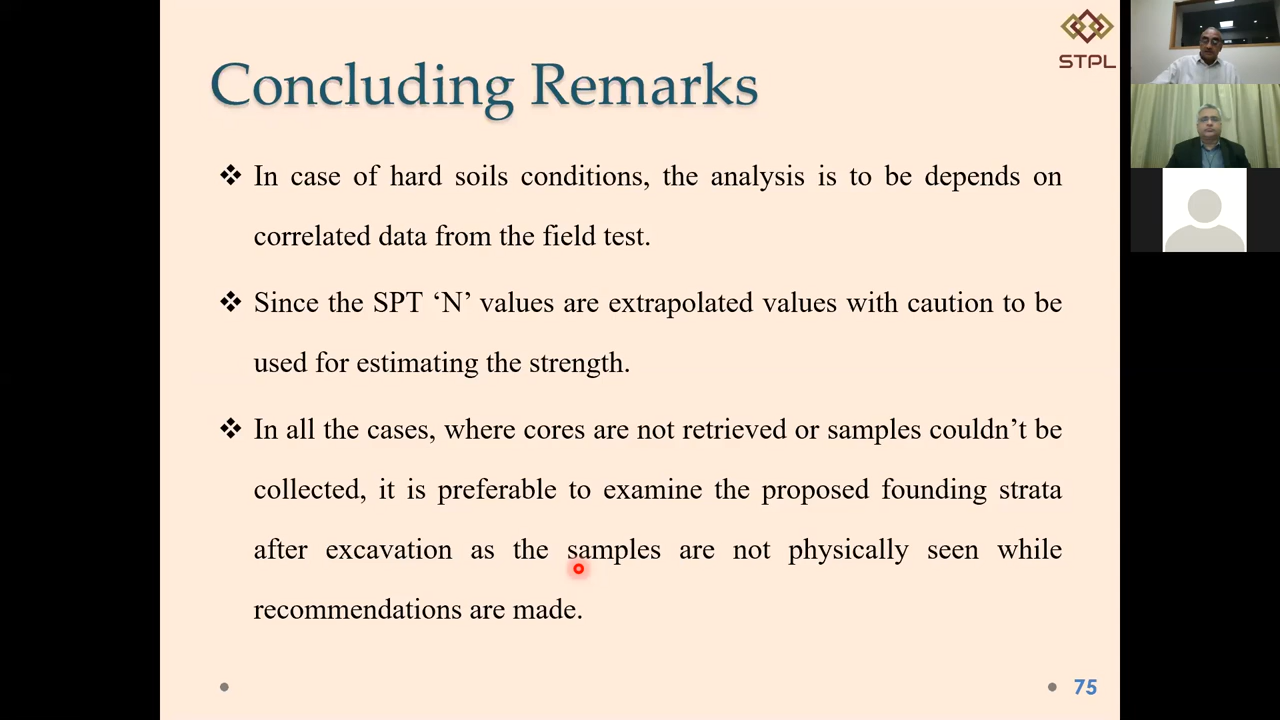 STPL
Concluding Remarks
❖ In case of hard soils conditions, the analysis is to be depends on
correlated data from the field test.
❖ Since the SPT ‘N’ values are extrapolated values with caution to be
used for estimating the strength.
❖ In all the cases, where cores are not retrieved or samples couldn’t be
collected, it is preferable to examine the proposed founding strata
after excavation as the samples are not physically seen while
recommendations are made.
75